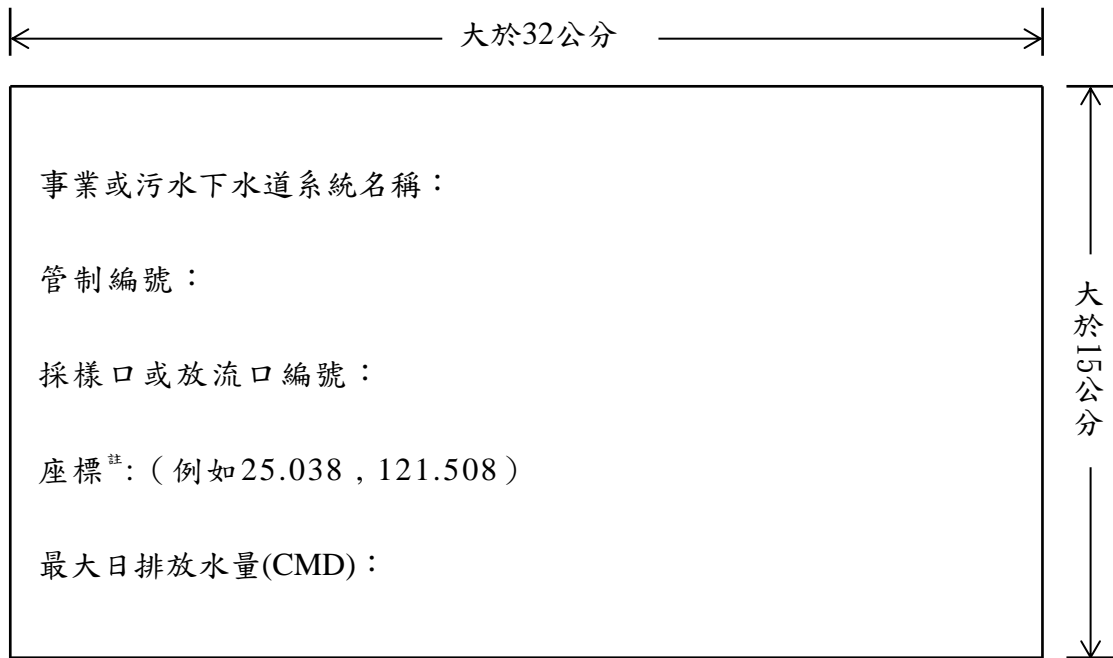 大於32公分
事業或污水下水道系統名稱：
管制編號：
採樣口或放流口編號：
座標註:（例如25.038 , 121.508）
最大日排放水量(CMD)：
大於15公分